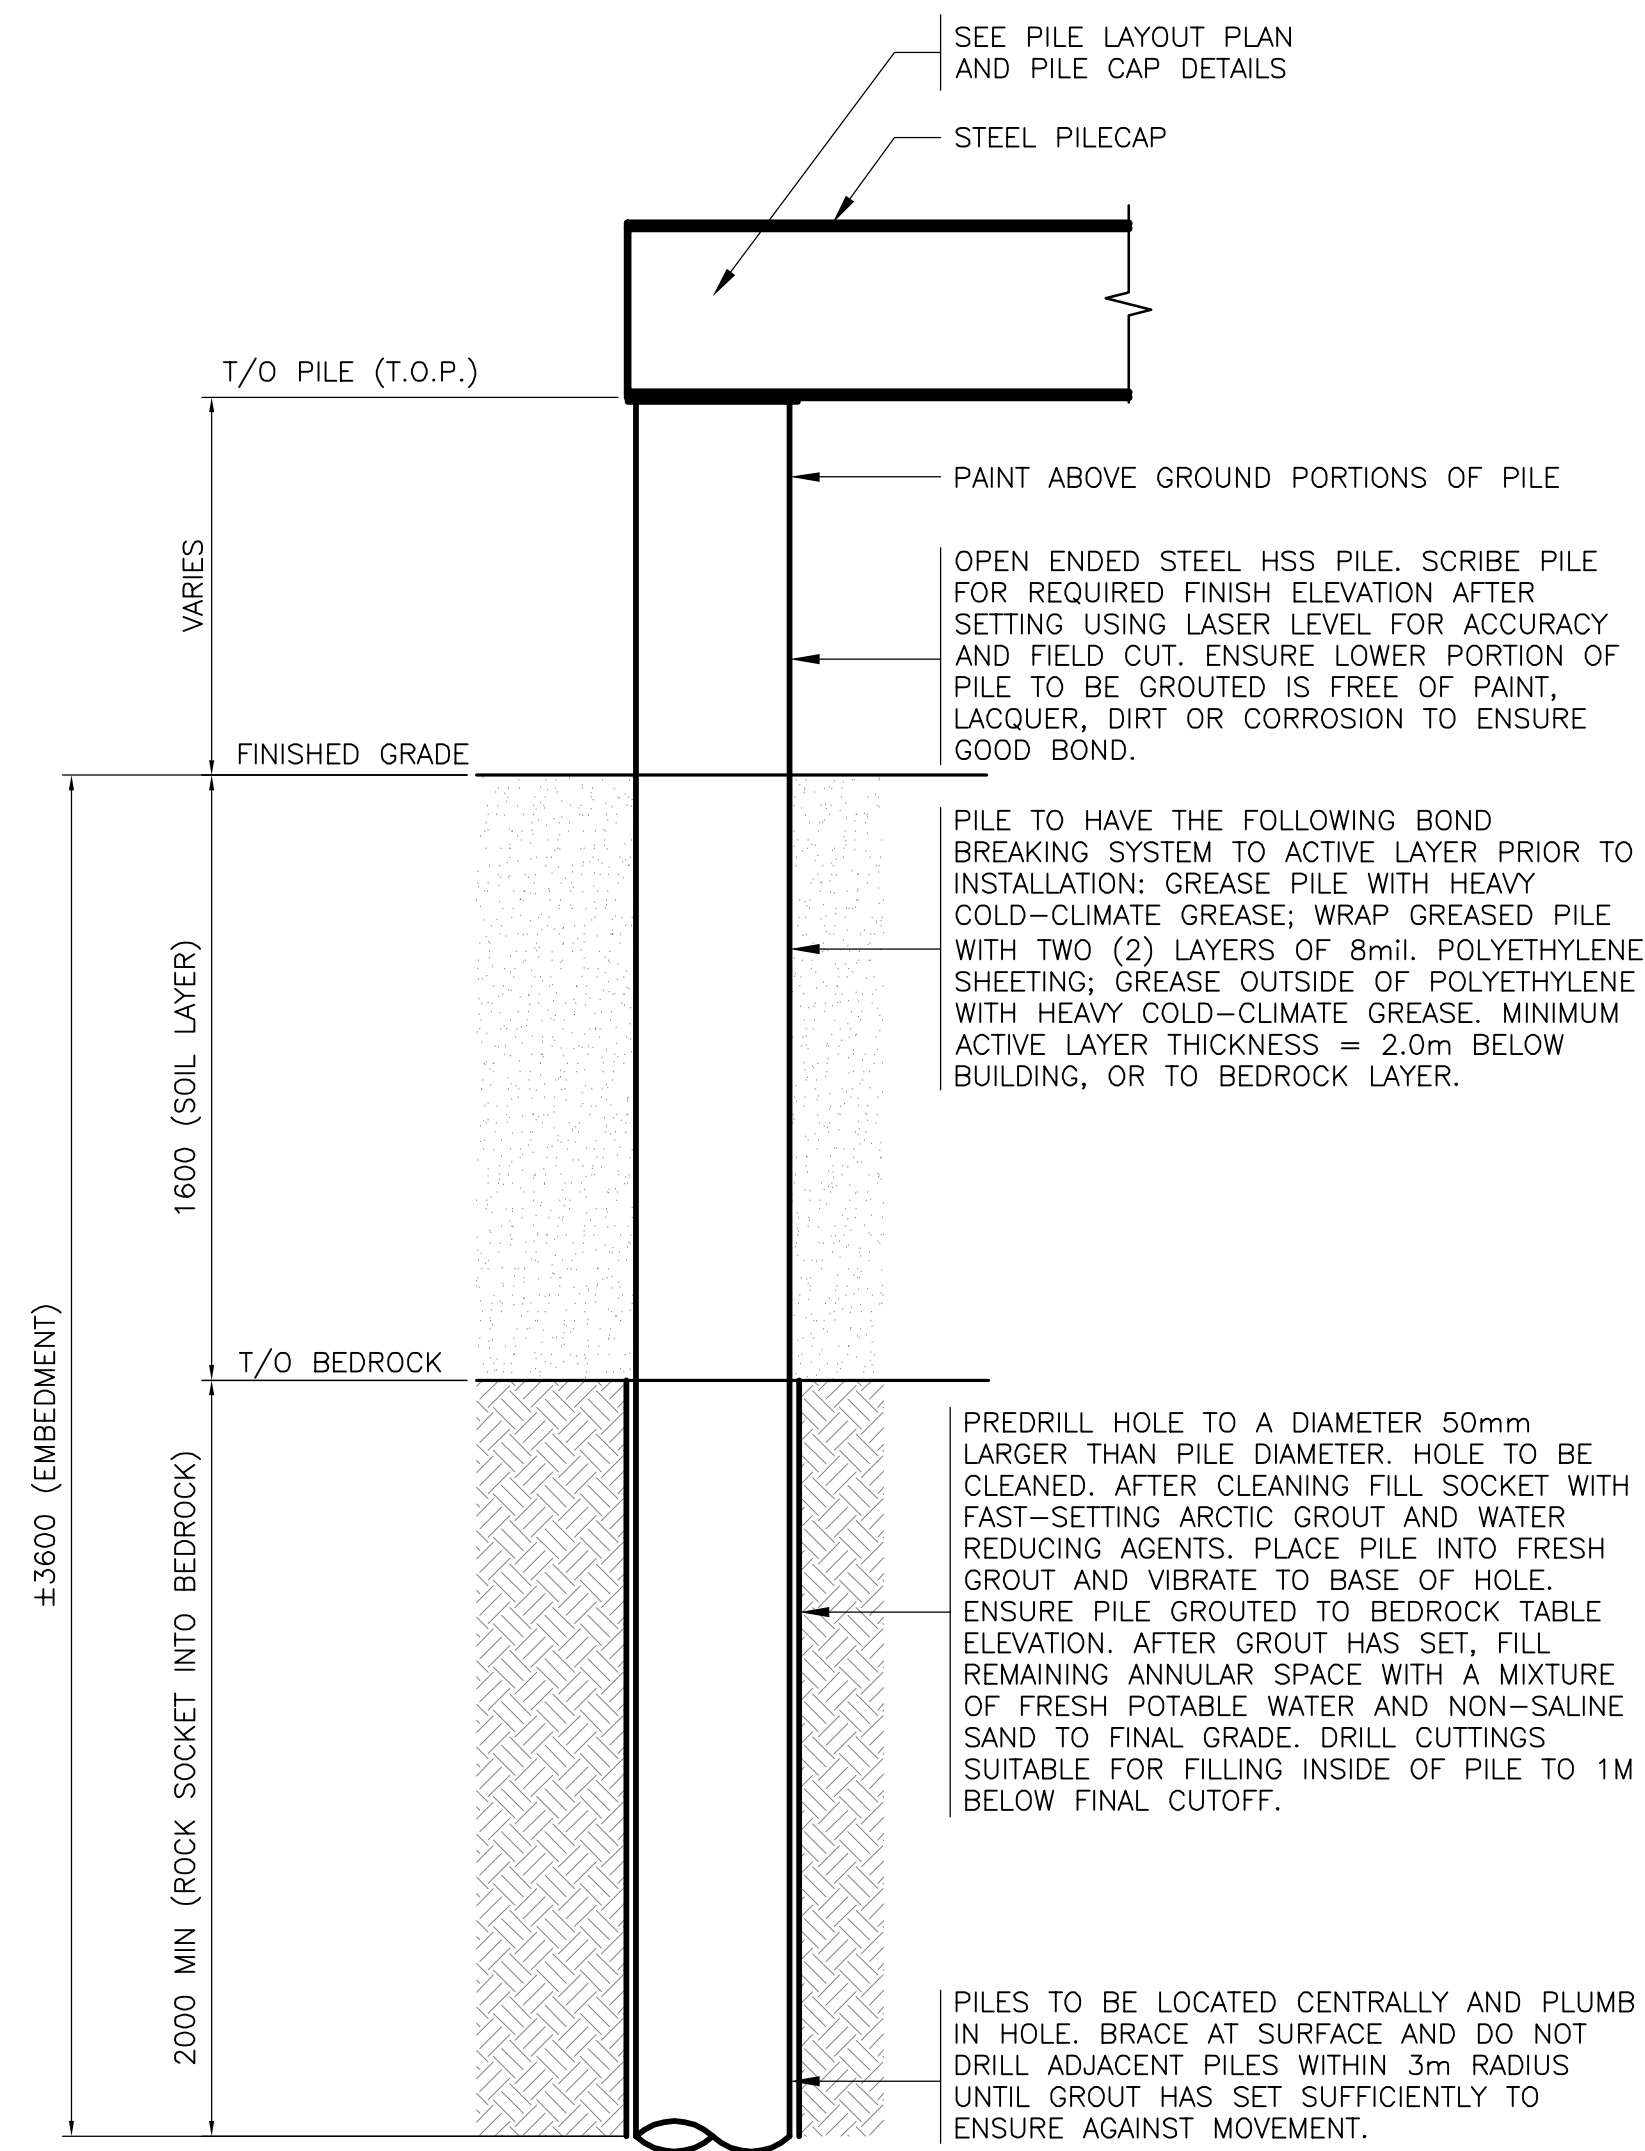 SEE PILE LAYOUT PLAN
AND PILE CAP DETAILS
STEEL PILECAP
T/O PILE (T.O.P.)
PAINT ABOVE GROUND PORTIONS OF PILE
VARIES
OPEN ENDED STEEL HSS PILE. SCRIBE PILE
FOR REQUIRED FINISH ELEVATION AFTER
SETTING USING LASER LEVEL FOR ACCURACY
AND FIELD CUT. ENSURE LOWER PORTION OF
PILE TO BE GROUTED IS FREE OF PAINT,
LACQUER, DIRT OR CORROSION TO ENSURE
GOOD BOND.
FINISHED GRADE
PILE TO HAVE THE FOLLOWING BOND
BREAKING SYSTEM TO ACTIVE LAYER PRIOR TO
INSTALLATION: GREASE PILE WITH HEAVY
COLD-CLIMATE GREASE; WRAP GREASED PILE
WITH TWO (2) LAYERS OF 8mil. POLYETHYLENE
SHEETING; GREASE OUTSIDE OF POLYETHYLENE
WITH HEAVY COLD-CLIMATE GREASE. MINIMUM
ACTIVE LAYER THICKNESS = 2.0m BELOW
BUILDING, OR TO BEDROCK LAYER.
1600 (SOIL LAYER)
T/O BEDROCK
±3600 (EMBEDMENT)
2000 MIN (ROCK SOCKET INTO BEDROCK)
PREDRILL HOLE TO A DIAMETER 50mm
LARGER THAN PILE DIAMETER. HOLE TO BE
CLEANED. AFTER CLEANING FILL SOCKET WITH
FAST-SETTING ARCTIC GROUT AND WATER
REDUCING AGENTS. PLACE PILE INTO FRESH
GROUT AND VIBRATE TO BASE OF HOLE.
ENSURE PILE GROUTED TO BEDROCK TABLE
ELEVATION. AFTER GROUT HAS SET, FILL
REMAINING ANNULAR SPACE WITH A MIXTURE
OF FRESH POTABLE WATER AND NON-SALINE
SAND TO FINAL GRADE. DRILL CUTTINGS
SUITABLE FOR FILLING INSIDE OF PILE TO 1M
BELOW FINAL CUTOFF.
PILES TO BE LOCATED CENTRALLY AND PLUMB
IN HOLE. BRACE AT SURFACE AND DO NOT
DRILL ADJACENT PILES WITHIN 3m RADIUS
UNTIL GROUT HAS SET SUFFICIENTLY TO
ENSURE AGAINST MOVEMENT.